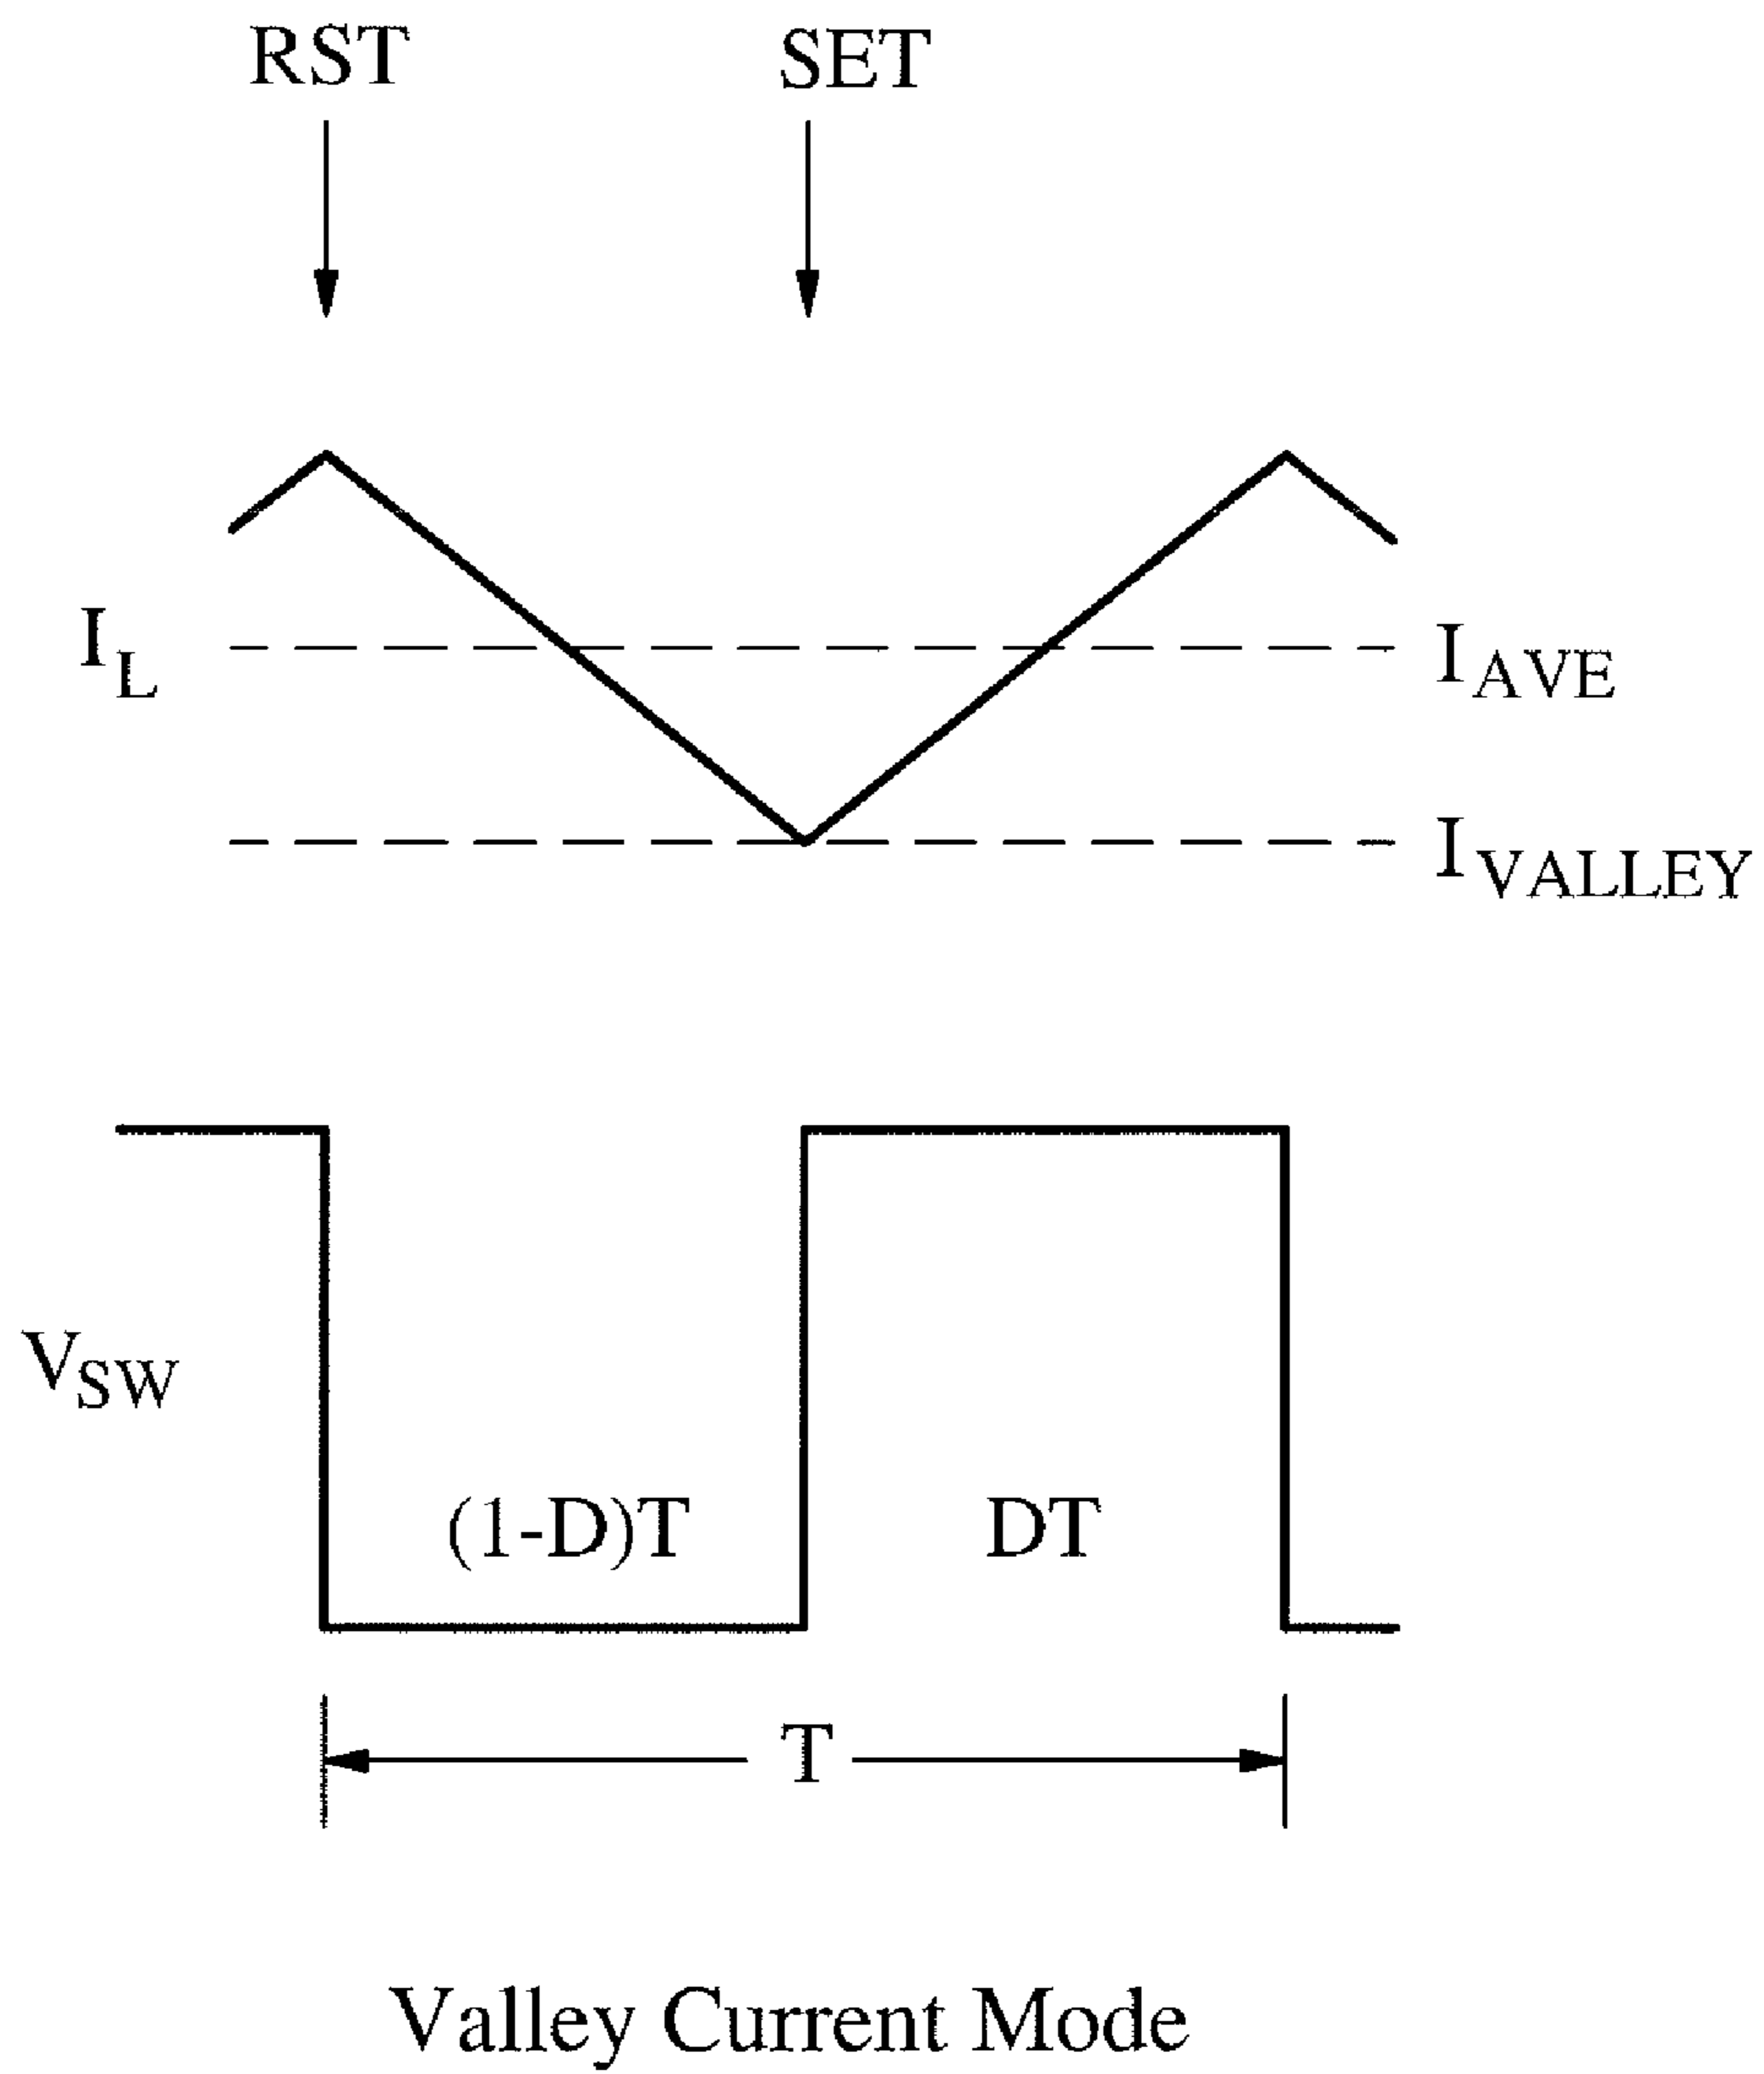 RST SET
I_L I_AVE
I_VALLEY
V_SW
(1-D)T DT
T
Valley Current Mode